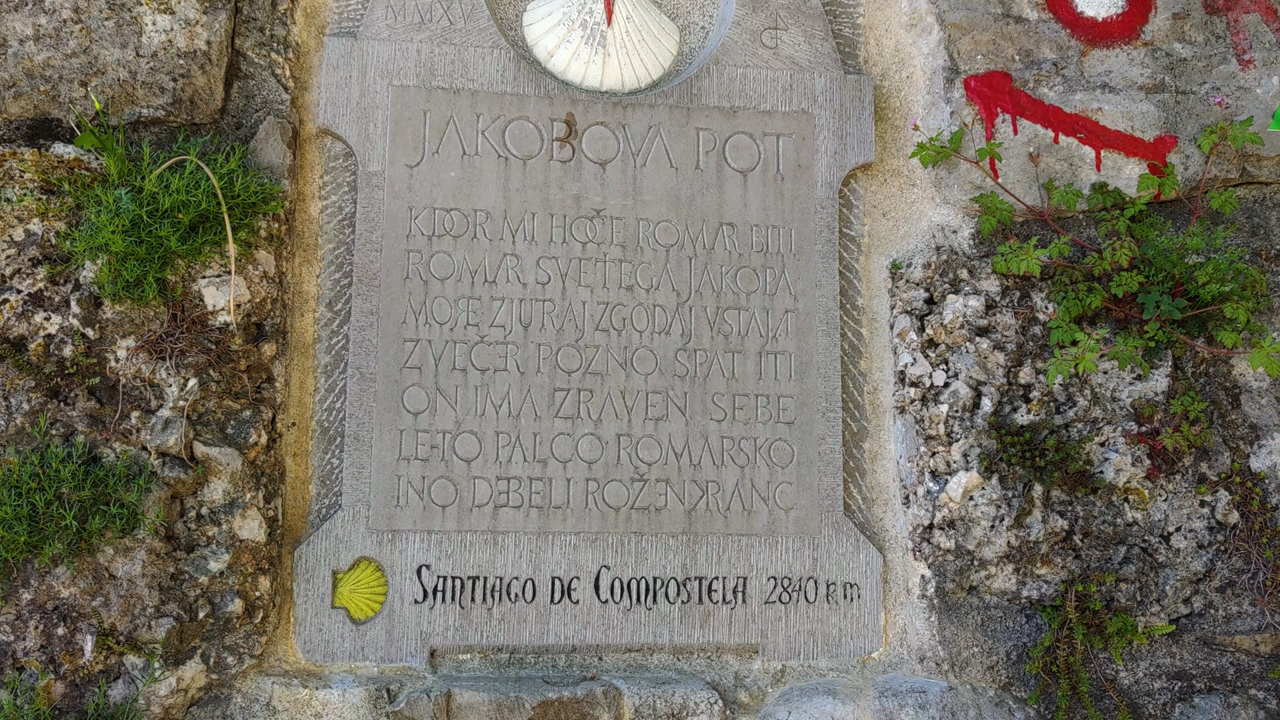 MMXV
JAKOBOVA POT
KDOR MI HOČE ROMAR BITI
ROMAR SVETEGA JAKOPA
MORE ZJURAJ ZGODAJ VSTAJAT
ZVEČER POZNO SPAT ITI
ON IMA ZRAVEN SEBE
LE-TO PALCO ROMARSKO
INO DEBELI ROŽENKRANC
SANTIAGO DE COMPOSTELA 2840 km